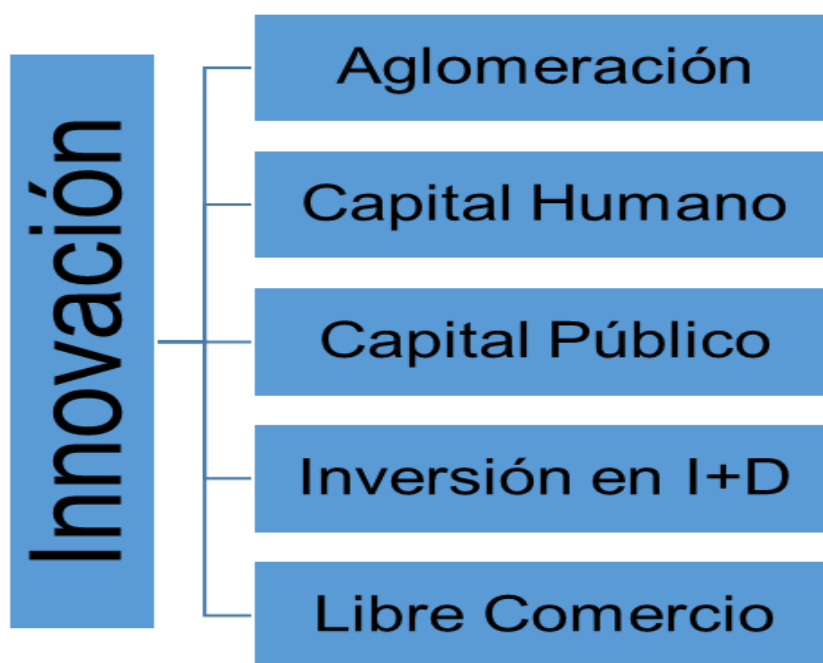 Innovación
Aglomeración
Capital Humano
Capital Público
Inversión en I+D
Libre Comercio